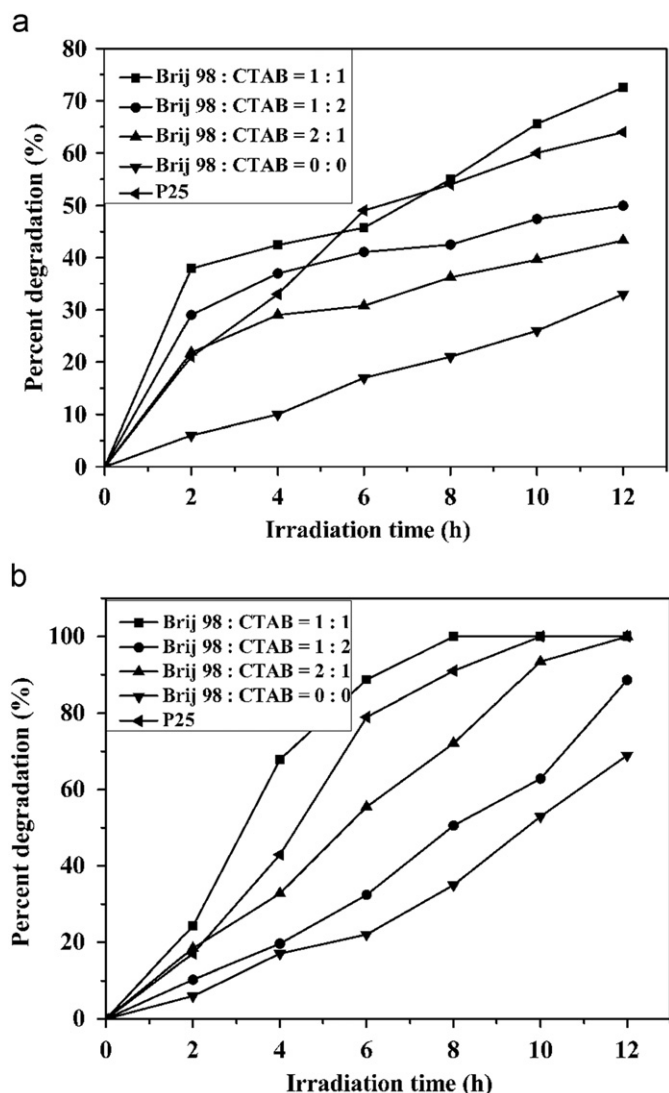 a
80
70
60
50
40
30
20
10
0
Percent degradation (%)
Brij 98 : CTAB = 1 : 1
Brij 98 : CTAB = 1 : 2
Brij 98 : CTAB = 2 : 1
Brij 98 : CTAB = 0 : 0
P25
0 2 4 6 8 10 12
Irradiation time (h)
b
100
80
60
40
20
0
Percent degradation (%)
Brij 98 : CTAB = 1 : 1
Brij 98 : CTAB = 1 : 2
Brij 98 : CTAB = 2 : 1
Brij 98 : CTAB = 0 : 0
P25
0 2 4 6 8 10 12
Irradiation time (h)